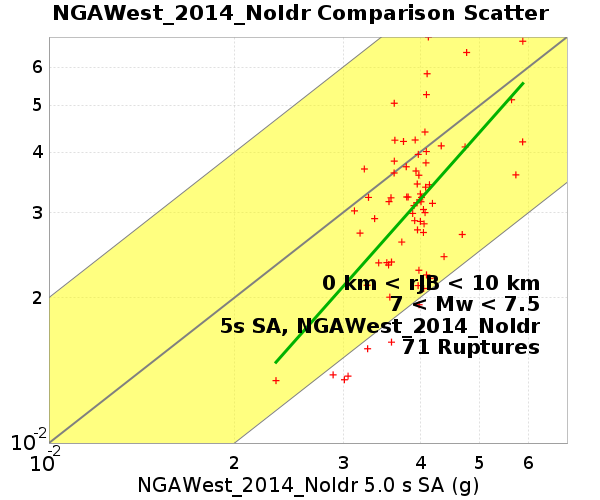 NGAWest_2014_NoIdr Comparison Scatter
6
5
4
3
2
10-2
0 km < rJB < 10 km
7 < Mw < 7.5
5s SA, NGAWest_2014_NoIdr
71 Ruptures
10-2 2 3 4 5 6
NGAWest_2014_NoIdr 5.0 s SA (g)